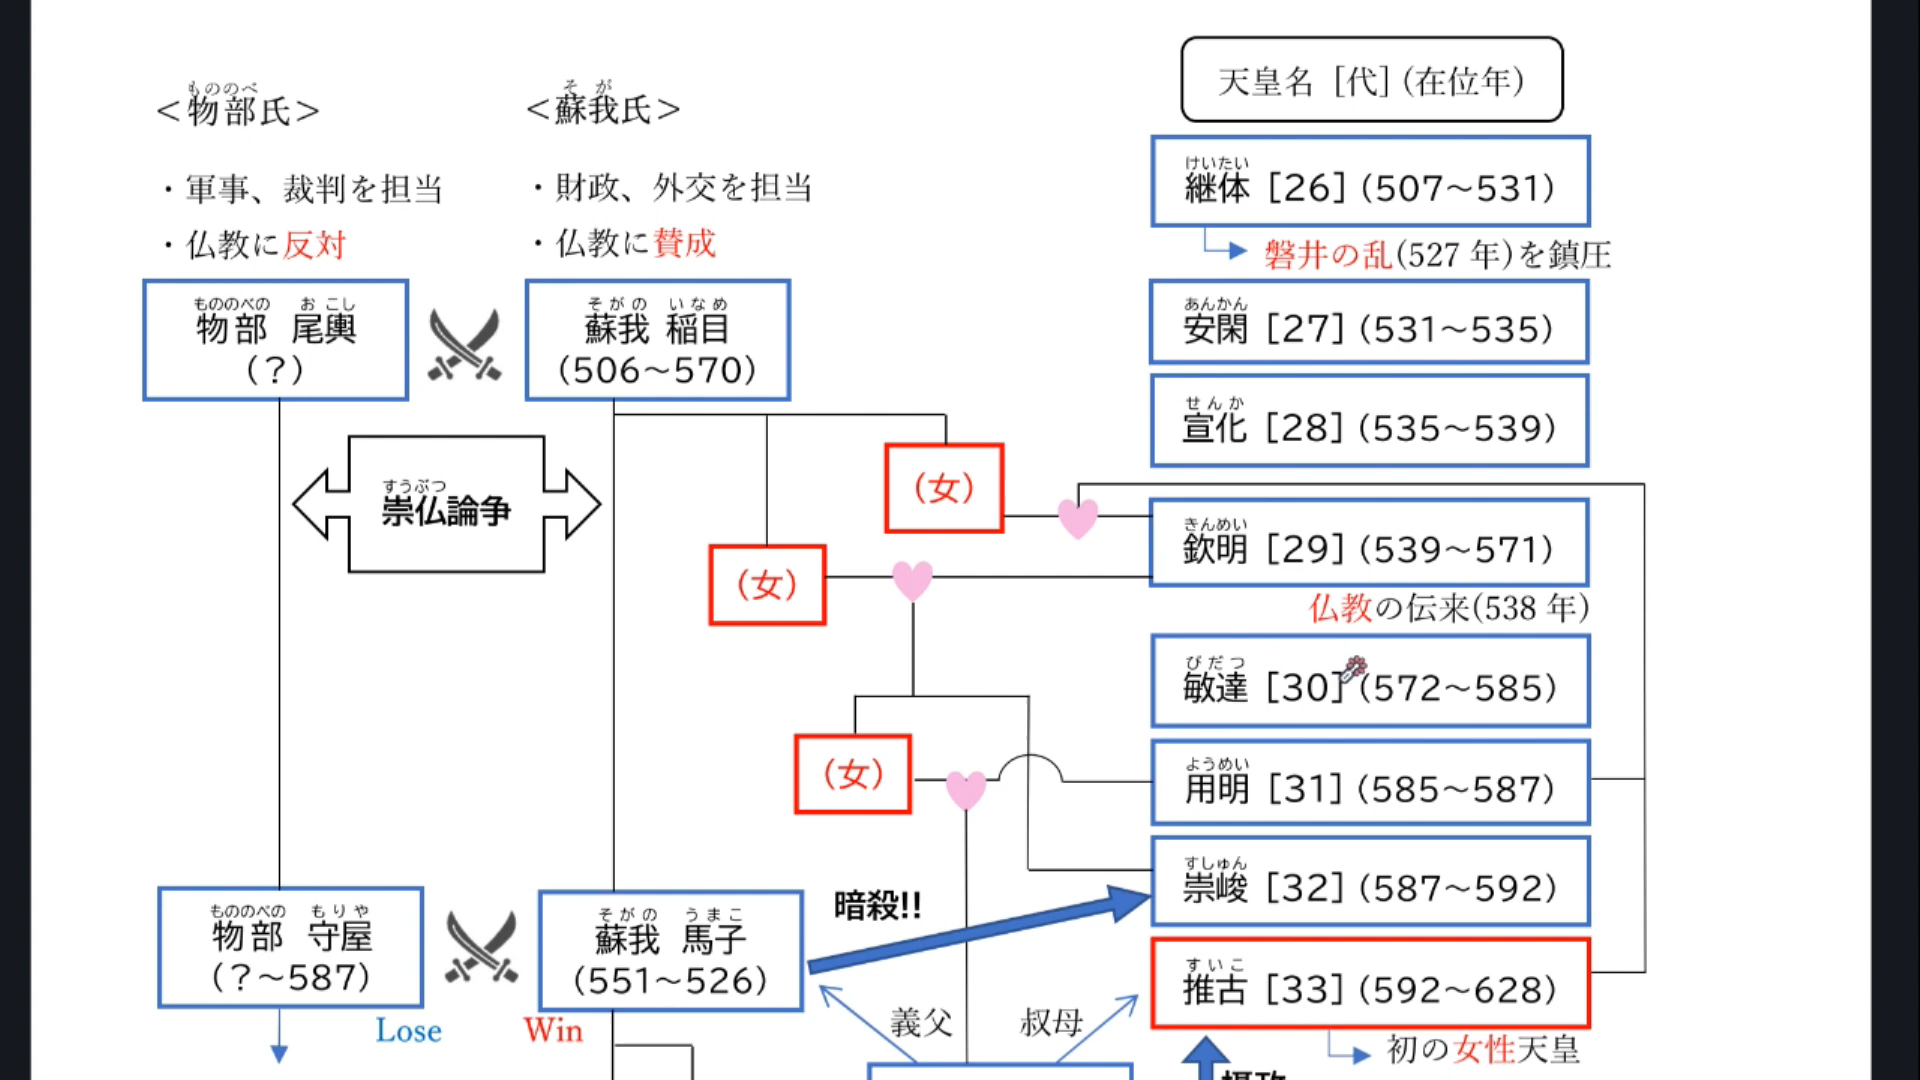 天皇名 [代] (在位年)
もののべ
＜物部氏＞
・軍事、裁判を担当
・仏教に反対
そが
＜蘇我氏＞
・財政、外交を担当
・仏教に賛成
けいたい
継体 [26] (507～531)
磐井の乱(527 年)を鎮圧
もののべの おこし
物部 尾輿
(？)
そがの いなめ
蘇我 稲目
(506～570)
あんかん
安閑 [27] (531～535)
せんか
宣化 [28] (535～539)
すうぶつ
崇仏論争
(女)
(女)
きんめい
欽明 [29] (539～571)
仏教の伝来(538 年)
びだつ
敏達 [30] (572～585)
(女)
ようめい
用明 [31] (585～587)
すしゅん
崇峻 [32] (587～592)
もののべの もりや
物部 守屋
(？～587)
Lose
そがの うまこ
蘇我 馬子
(551～526)
Win
暗殺!!
すいこ
推古 [33] (592～628)
義父
叔母
初の女性天皇